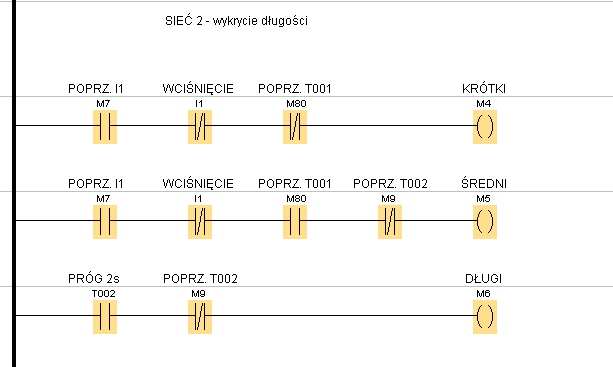 SIEĆ 2 - wykrycie długości
POPRZ. I1 WCIŚNIĘCIE POPRZ. T001 KRÓTKI
M7 I1 M80 M4
POPRZ. I1 WCIŚNIĘCIE POPRZ. T001 POPRZ. T002 ŚREDNI
M7 I1 M80 M9 M5
PRÓG 2s POPRZ. T002 DŁUGI
T002 M9 M6